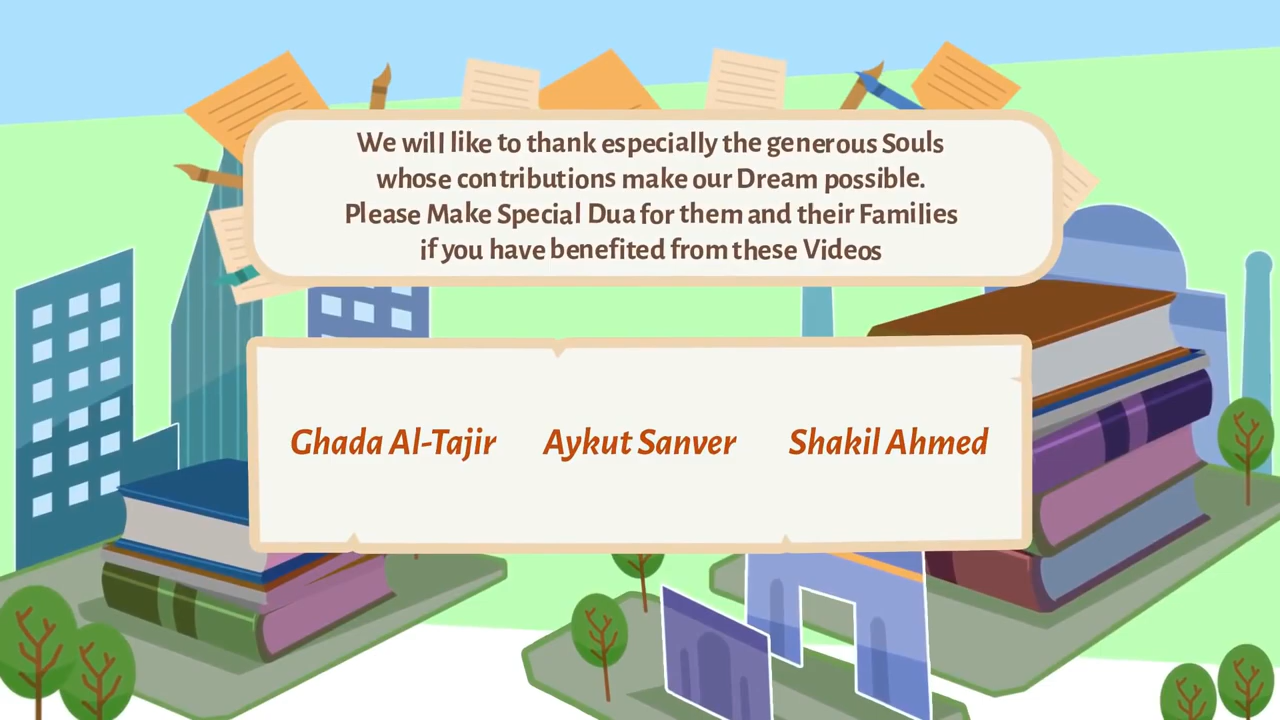 We will like to thank especially the generous Souls
whose contributions make our Dream possible.
Please Make Special Dua for them and their Families
if you have benefited from these Videos
Ghada Al-Tajir Aykut Sanver Shakil Ahmed